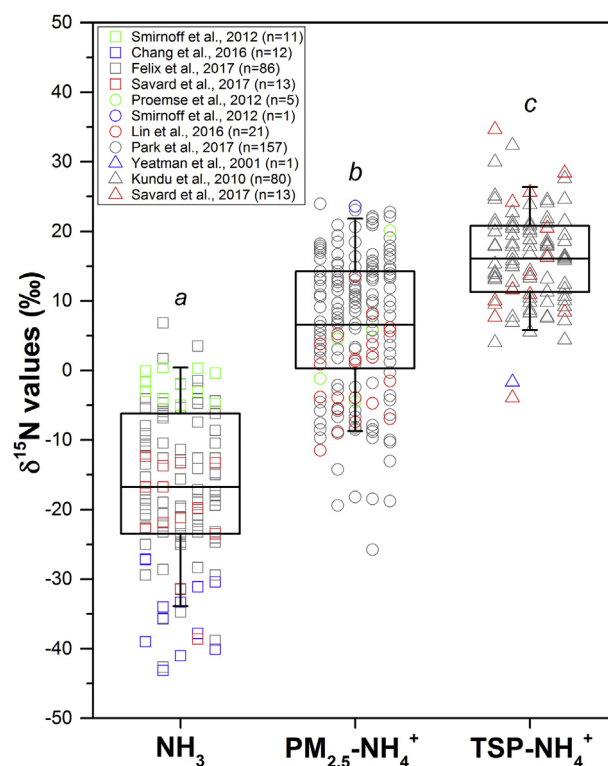 50
40
30
20
10
0
-10
-20
-30
-40
-50
δ15N values (‰)
Smirnoff et al., 2012 (n=11)
Chang et al., 2016 (n=12)
Felix et al., 2017 (n=86)
Savard et al., 2017 (n=13)
Proemse et al., 2012 (n=5)
Smirnoff et al., 2012 (n=1)
Lin et al., 2016 (n=21)
Park et al., 2017 (n=157)
Yeatman et al., 2001 (n=1)
Kundu et al., 2010 (n=80)
Savard et al., 2017 (n=13)
a
b
c
NH3
PM2.5-NH4+
TSP-NH4+